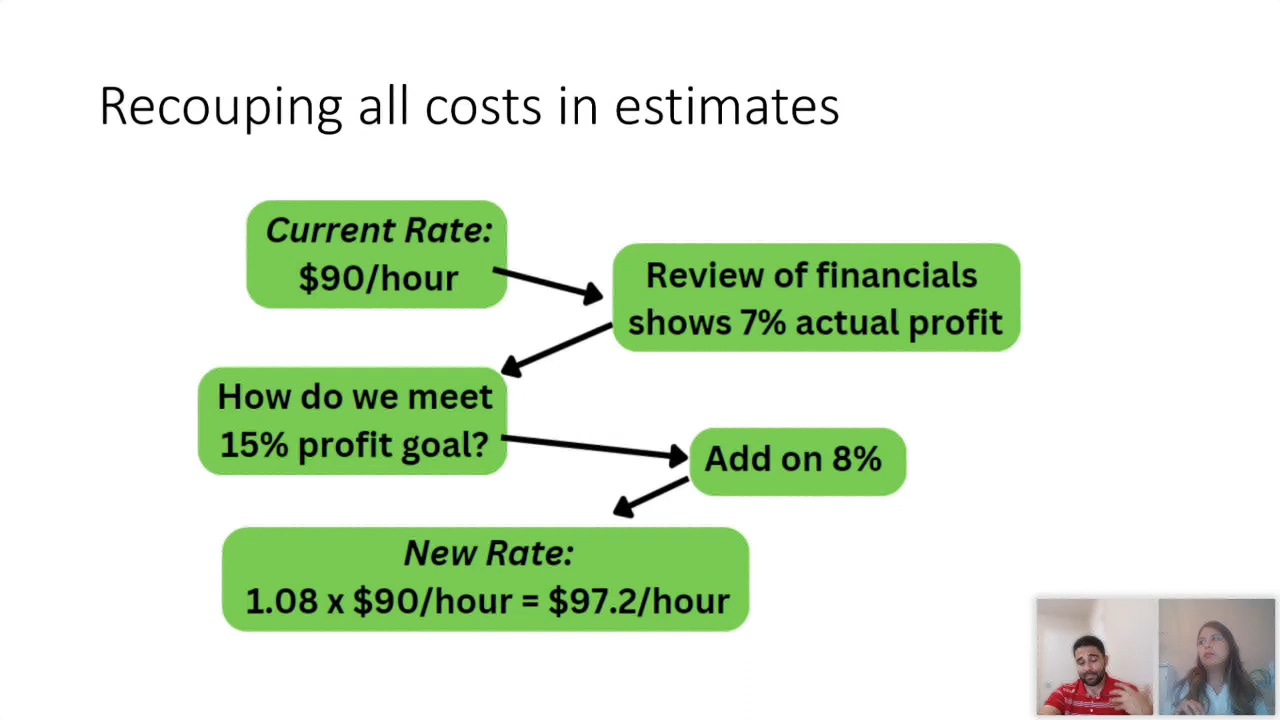 Recouping all costs in estimates
Current Rate:
$90/hour
Review of financials
shows 7% actual profit
How do we meet
15% profit goal?
Add on 8%
New Rate:
1.08 x $90/hour = $97.2/hour